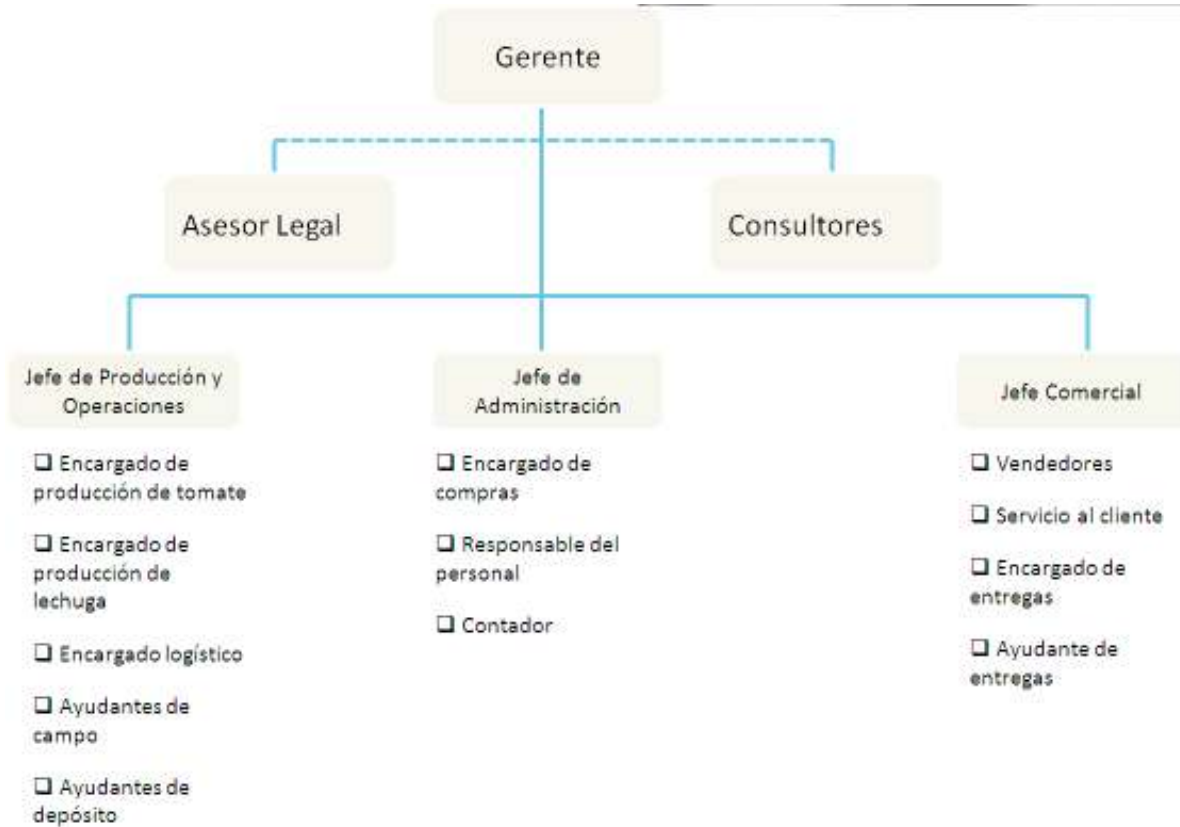 Gerente
Asesor Legal
Consultores
Jefe de Producción y
Operaciones
❑ Encargado de
producción de tomate
❑ Encargado de
producción de
lechuga
❑ Encargado logístico
❑ Ayudantes de
campo
❑ Ayudantes de
depósito
Jefe de
Administración
❑ Encargado de
compras
❑ Responsable del
personal
❑ Contador
Jefe Comercial
❑ Vendedores
❑ Servicio al cliente
❑ Encargado de
entregas
❑ Ayudante de
entregas